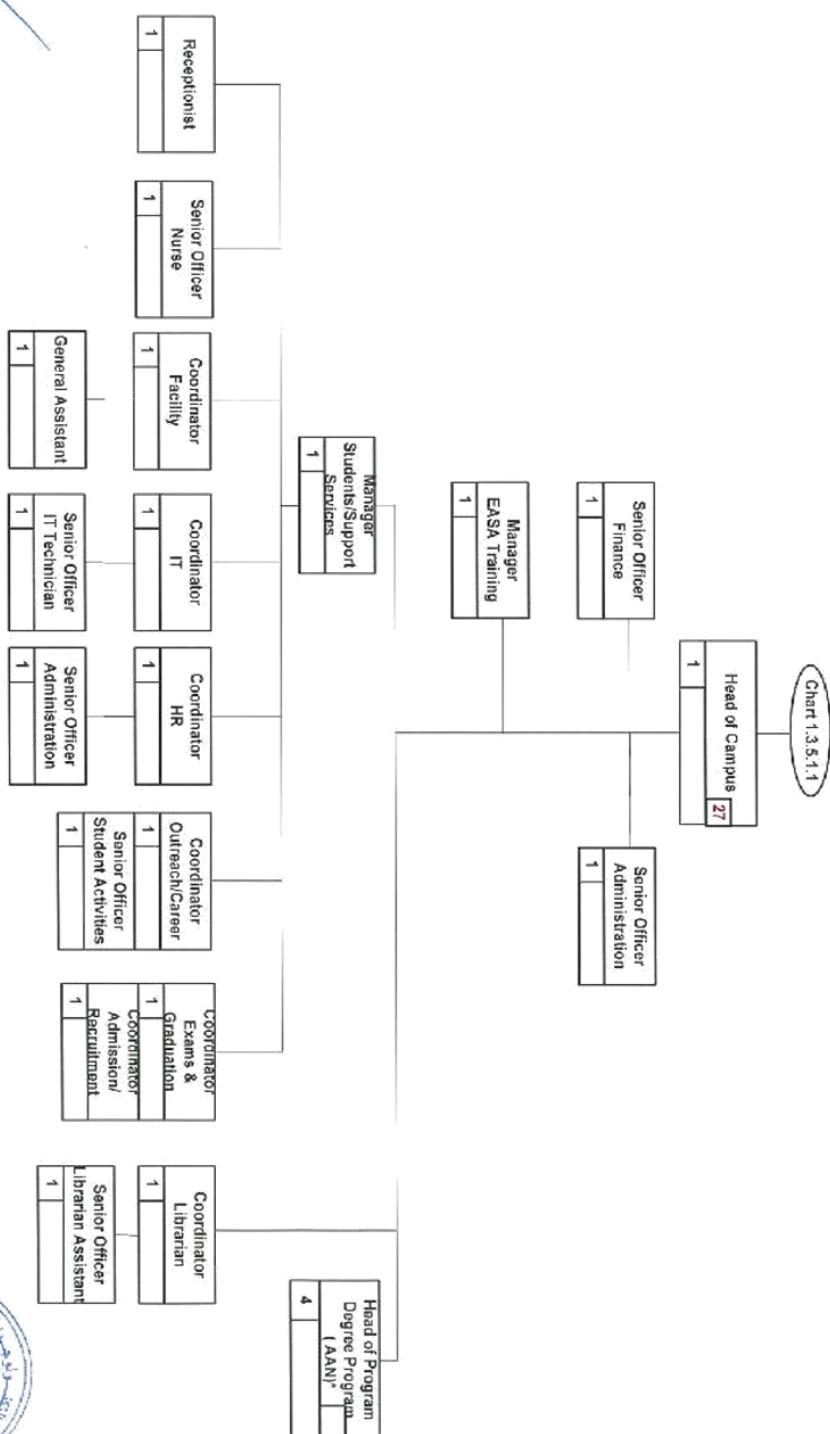 Chart 1.3.5.1.1
Head of Campus
27
1
Senior Officer
Finance
1
Senior Officer
Administration
1
Manager
EASA Training
1
Manager
Students/Support
Services
1
Head of Program
Degree Program
( AAN)*
4
Receptionist
1
Senior Officer
Nurse
1
Coordinator
Facility
1
Coordinator
IT
1
Coordinator
HR
1
Coordinator
Outreach/Career
1
Coordinator
Exams &
Graduation
1
Coordinator
Librarian
1
General Assistant
1
Senior Officer
IT Technician
1
Senior Officer
Administration
1
Senior Officer
Student Activities
1
Coordinator
Admission/
Recruitment
1
Senior Officer
Librarian Assistant
1